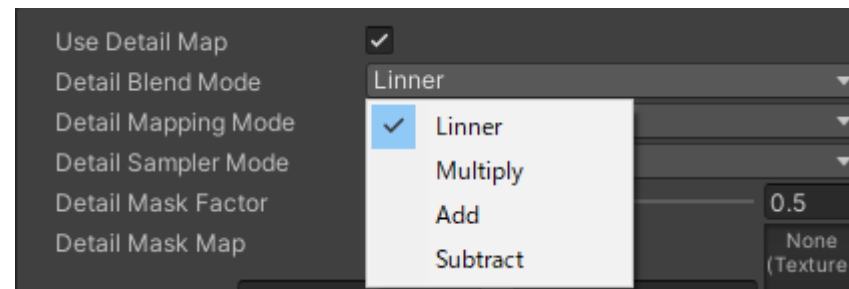 Use Detail Map
Detail Blend Mode Linner
Detail Mapping Mode Linner
Detail Sampler Mode Multiply
Detail Mask Factor Add 0.5
Detail Mask Map Subtract None
(Texture